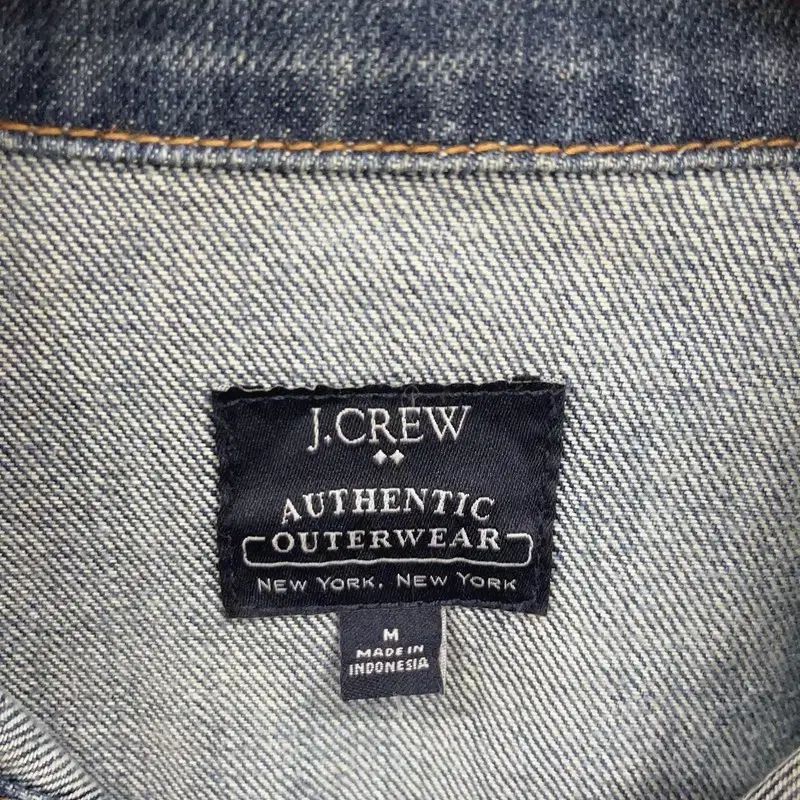 J.CREW
AUTHENTIC
OUTERWEAR
NEW YORK, NEW YORK
M
MADE IN
INDONESIA